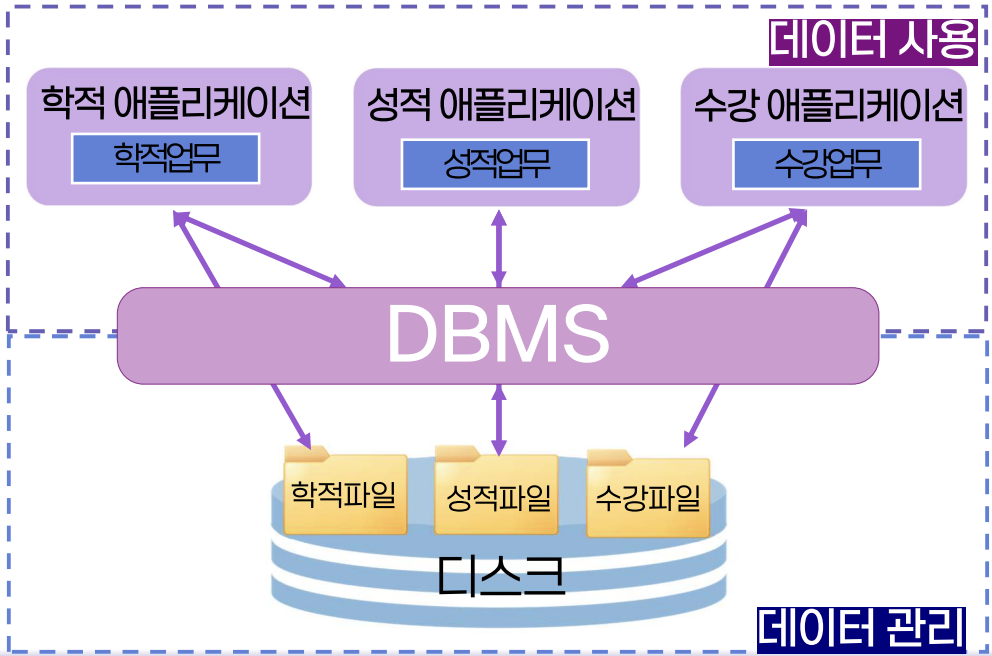 데이터 사용
학적 애플리케이션
학적업무
성적 애플리케이션
성적업무
수강 애플리케이션
수강업무
DBMS
학적파일
성적파일
수강파일
디스크
데이터 관리